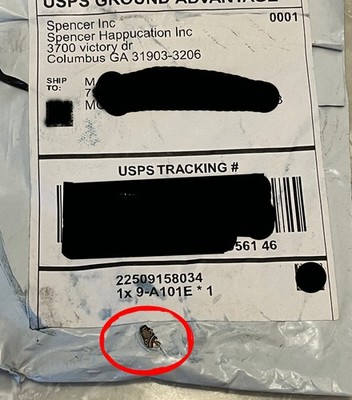 USPS GROUND ADVANTAGE
Spencer Inc
0001
Spencer Happucation Inc
3700 victory dr
Columbus GA 31903-3206
SHIP
TO:
USPS TRACKING #
561 46
22509158034
1x 9-A101E * 1